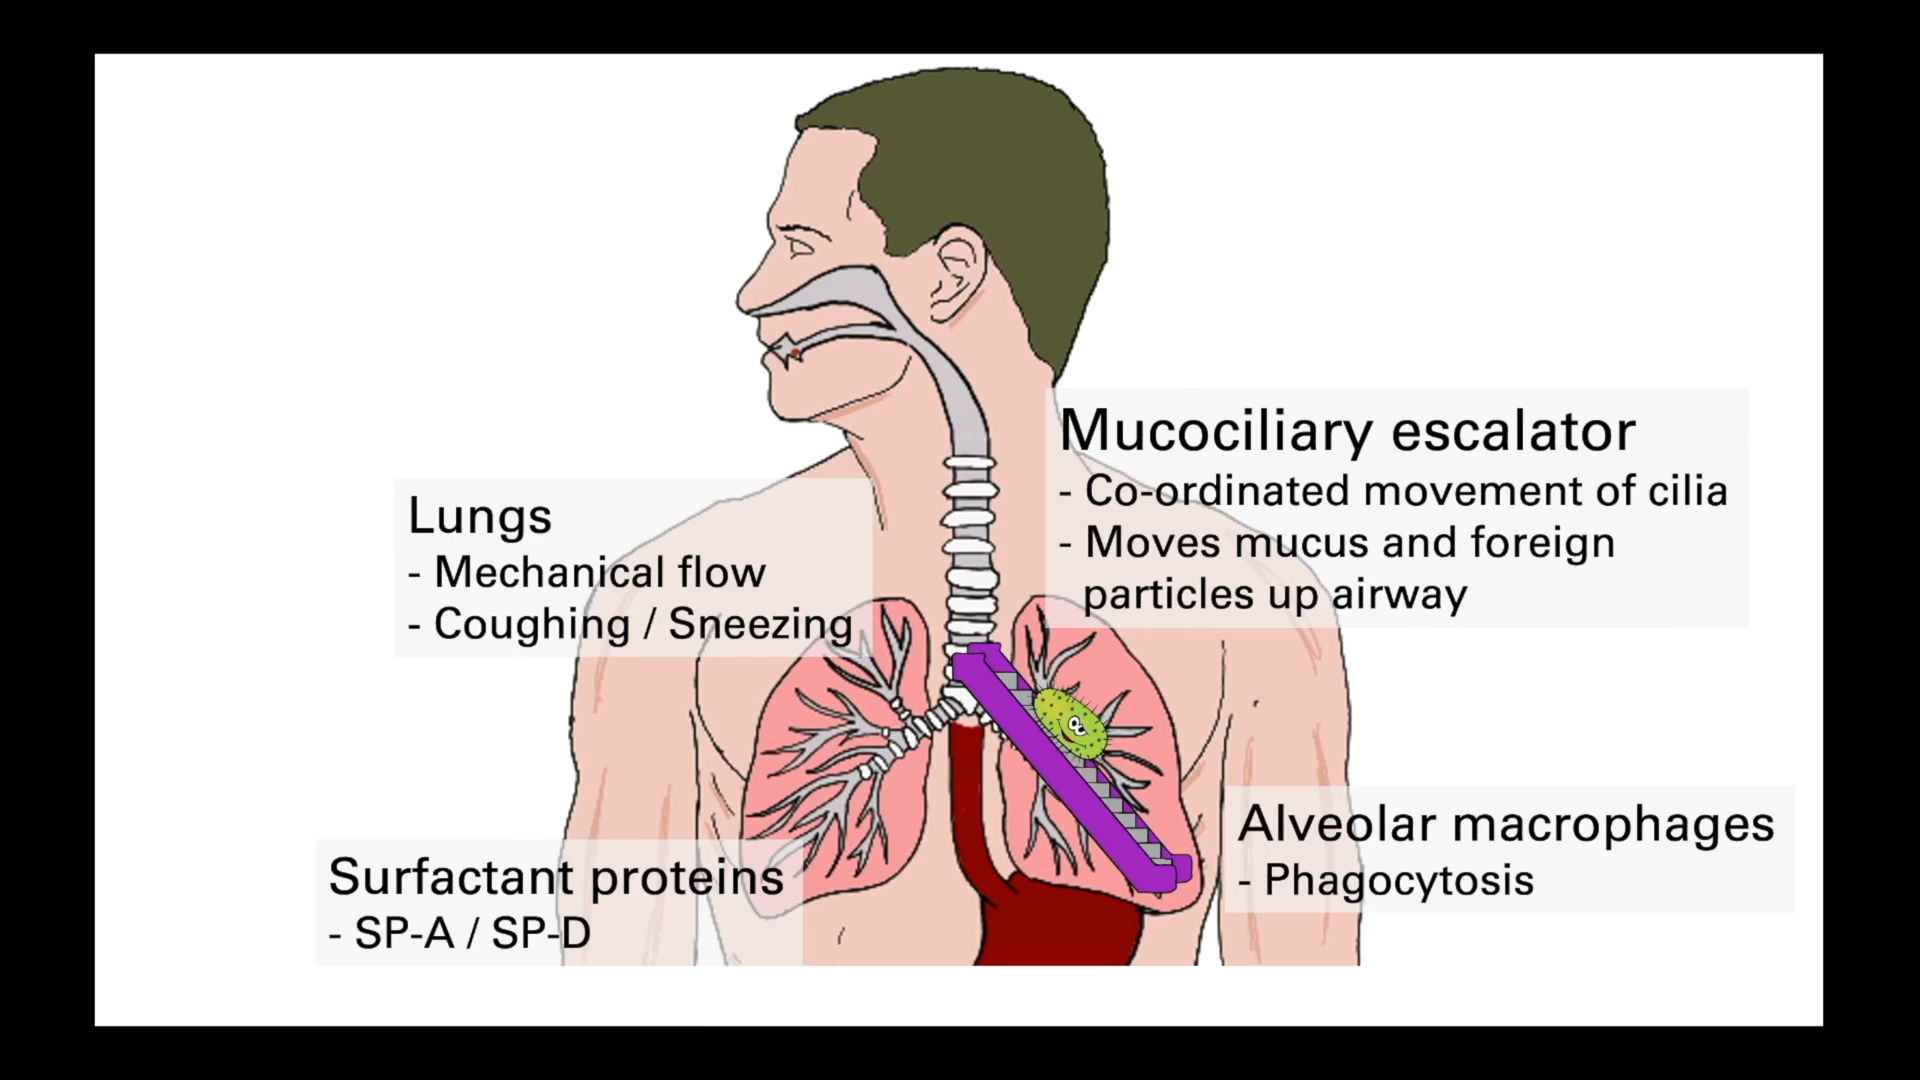 Mucociliary escalator
- Co-ordinated movement of cilia
- Moves mucus and foreign
particles up airway
Lungs
- Mechanical flow
- Coughing / Sneezing
Alveolar macrophages
- Phagocytosis
Surfactant proteins
- SP-A / SP-D